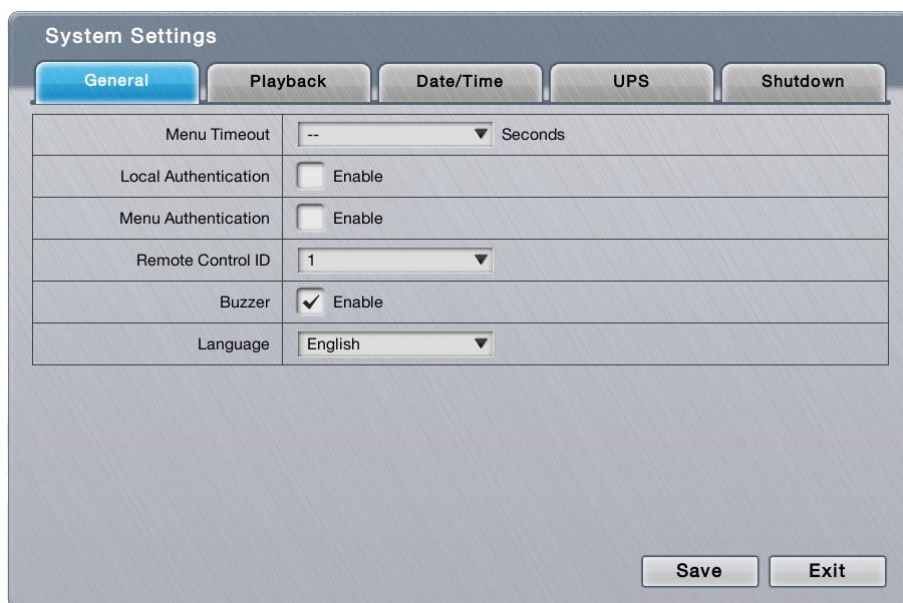 System Settings
General Playback Date/Time UPS Shutdown
Menu Timeout -- Seconds
Local Authentication Enable
Menu Authentication Enable
Remote Control ID 1
Buzzer Enable
Language English
Save Exit